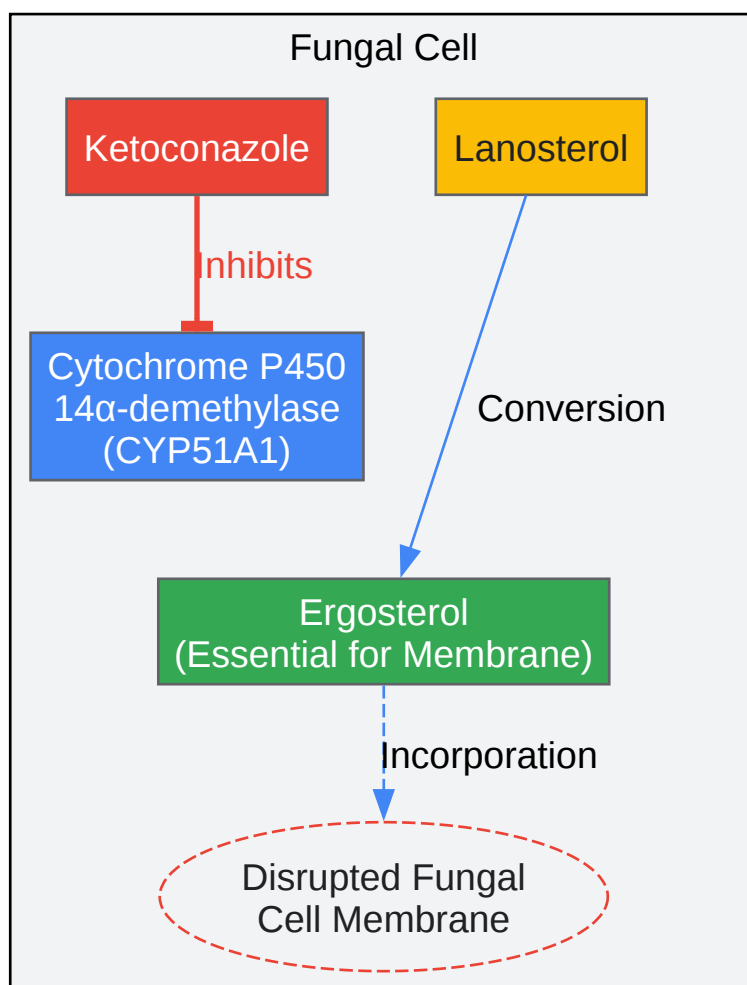 Fungal Cell
Ketoconazole
Lanosterol
Inhibits
Cytochrome P450
14α-demethylase
(CYP51A1)
Conversion
Ergosterol
(Essential for Membrane)
Incorporation
Disrupted Fungal
Cell Membrane